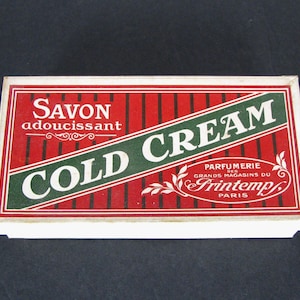 SAVON
adoucissant
COLD CREAM
PARFUMERIE
DES
GRANDS MAGASINS DU
Printemps
PARIS